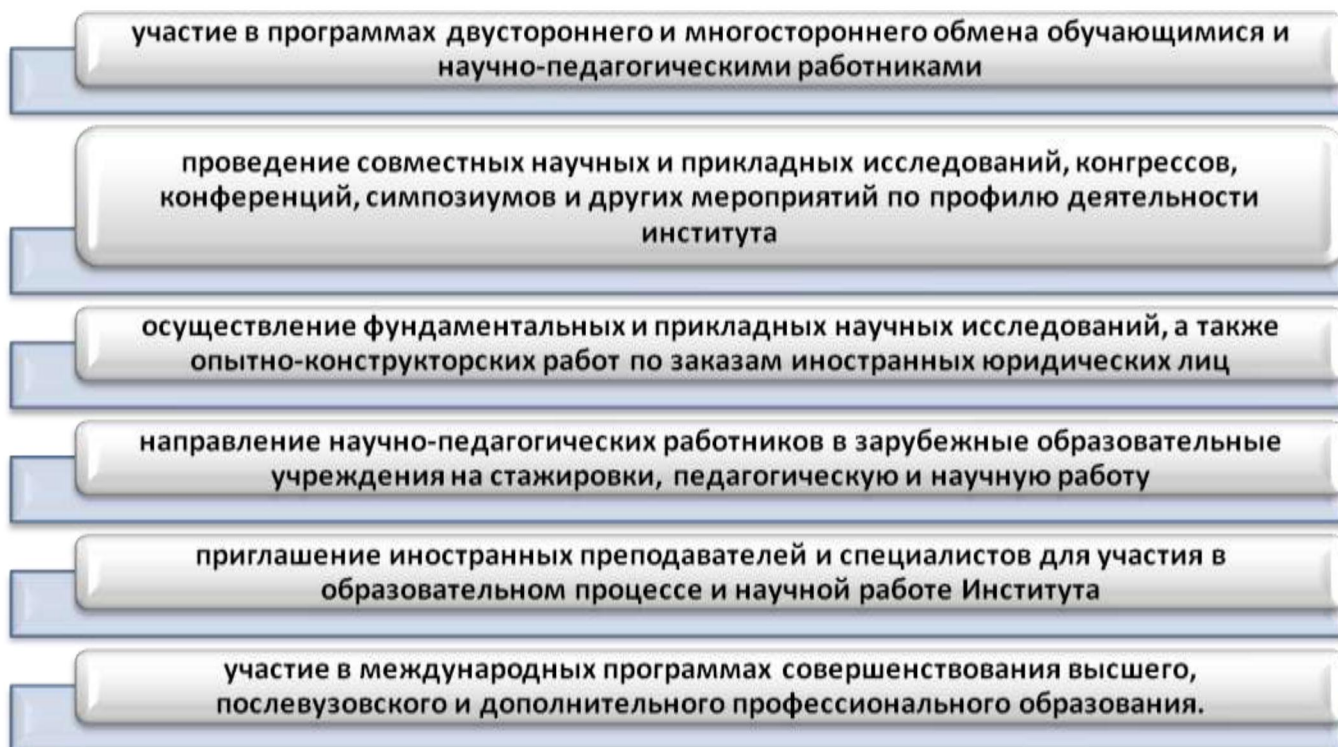 участие в программах двустороннего и многостороннего обмена обучающимися и
научно-педагогическими работниками
проведение совместных научных и прикладных исследований, конгрессов,
конференций, симпозиумов и других мероприятий по профилю деятельности
института
осуществление фундаментальных и прикладных научных исследований, а также
опытно-конструкторских работ по заказам иностранных юридических лиц
направление научно-педагогических работников в зарубежные образовательные
учреждения на стажировки, педагогическую и научную работу
приглашение иностранных преподавателей и специалистов для участия в
образовательном процессе и научной работе Института
участие в международных программах совершенствования высшего,
послевузовского и дополнительного профессионального образования.